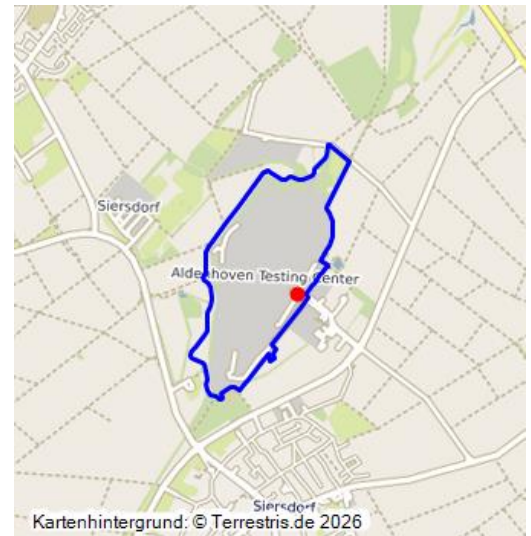 Siersdorf
Aldenhoven Testing Center
Siersdorf
Kartenhintergrund: © Terrestris.de 2026